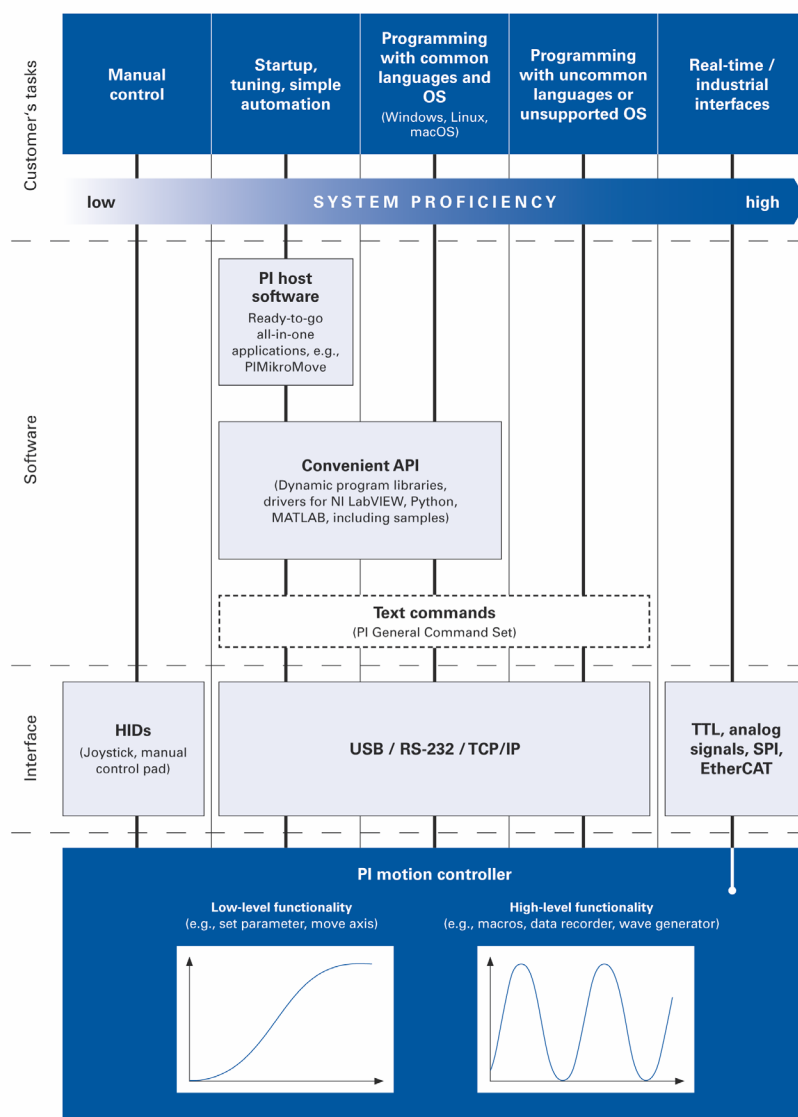 Customer's tasks
Manual
control
Startup,
tuning, simple
automation
Programming
with common
languages and
OS
(Windows, Linux,
macOS)
Programming
with uncommon
languages or
unsupported OS
Real-time /
industrial
interfaces
low
SYSTEM PROFICIENCY
high
Software
PI host
software
Ready-to-go
all-in-one
applications, e.g.,
PIMikroMove
Convenient API
(Dynamic program libraries,
drivers for NI LabVIEW, Python,
MATLAB, including samples)
Text commands
(PI General Command Set)
Interface
HIDs
(Joystick, manual
control pad)
USB / RS-232 / TCP/IP
TTL, analog
signals, SPI,
EtherCAT
PI motion controller
Low-level functionality
(e.g., set parameter, move axis)
High-level functionality
(e.g., macros, data recorder, wave generator)